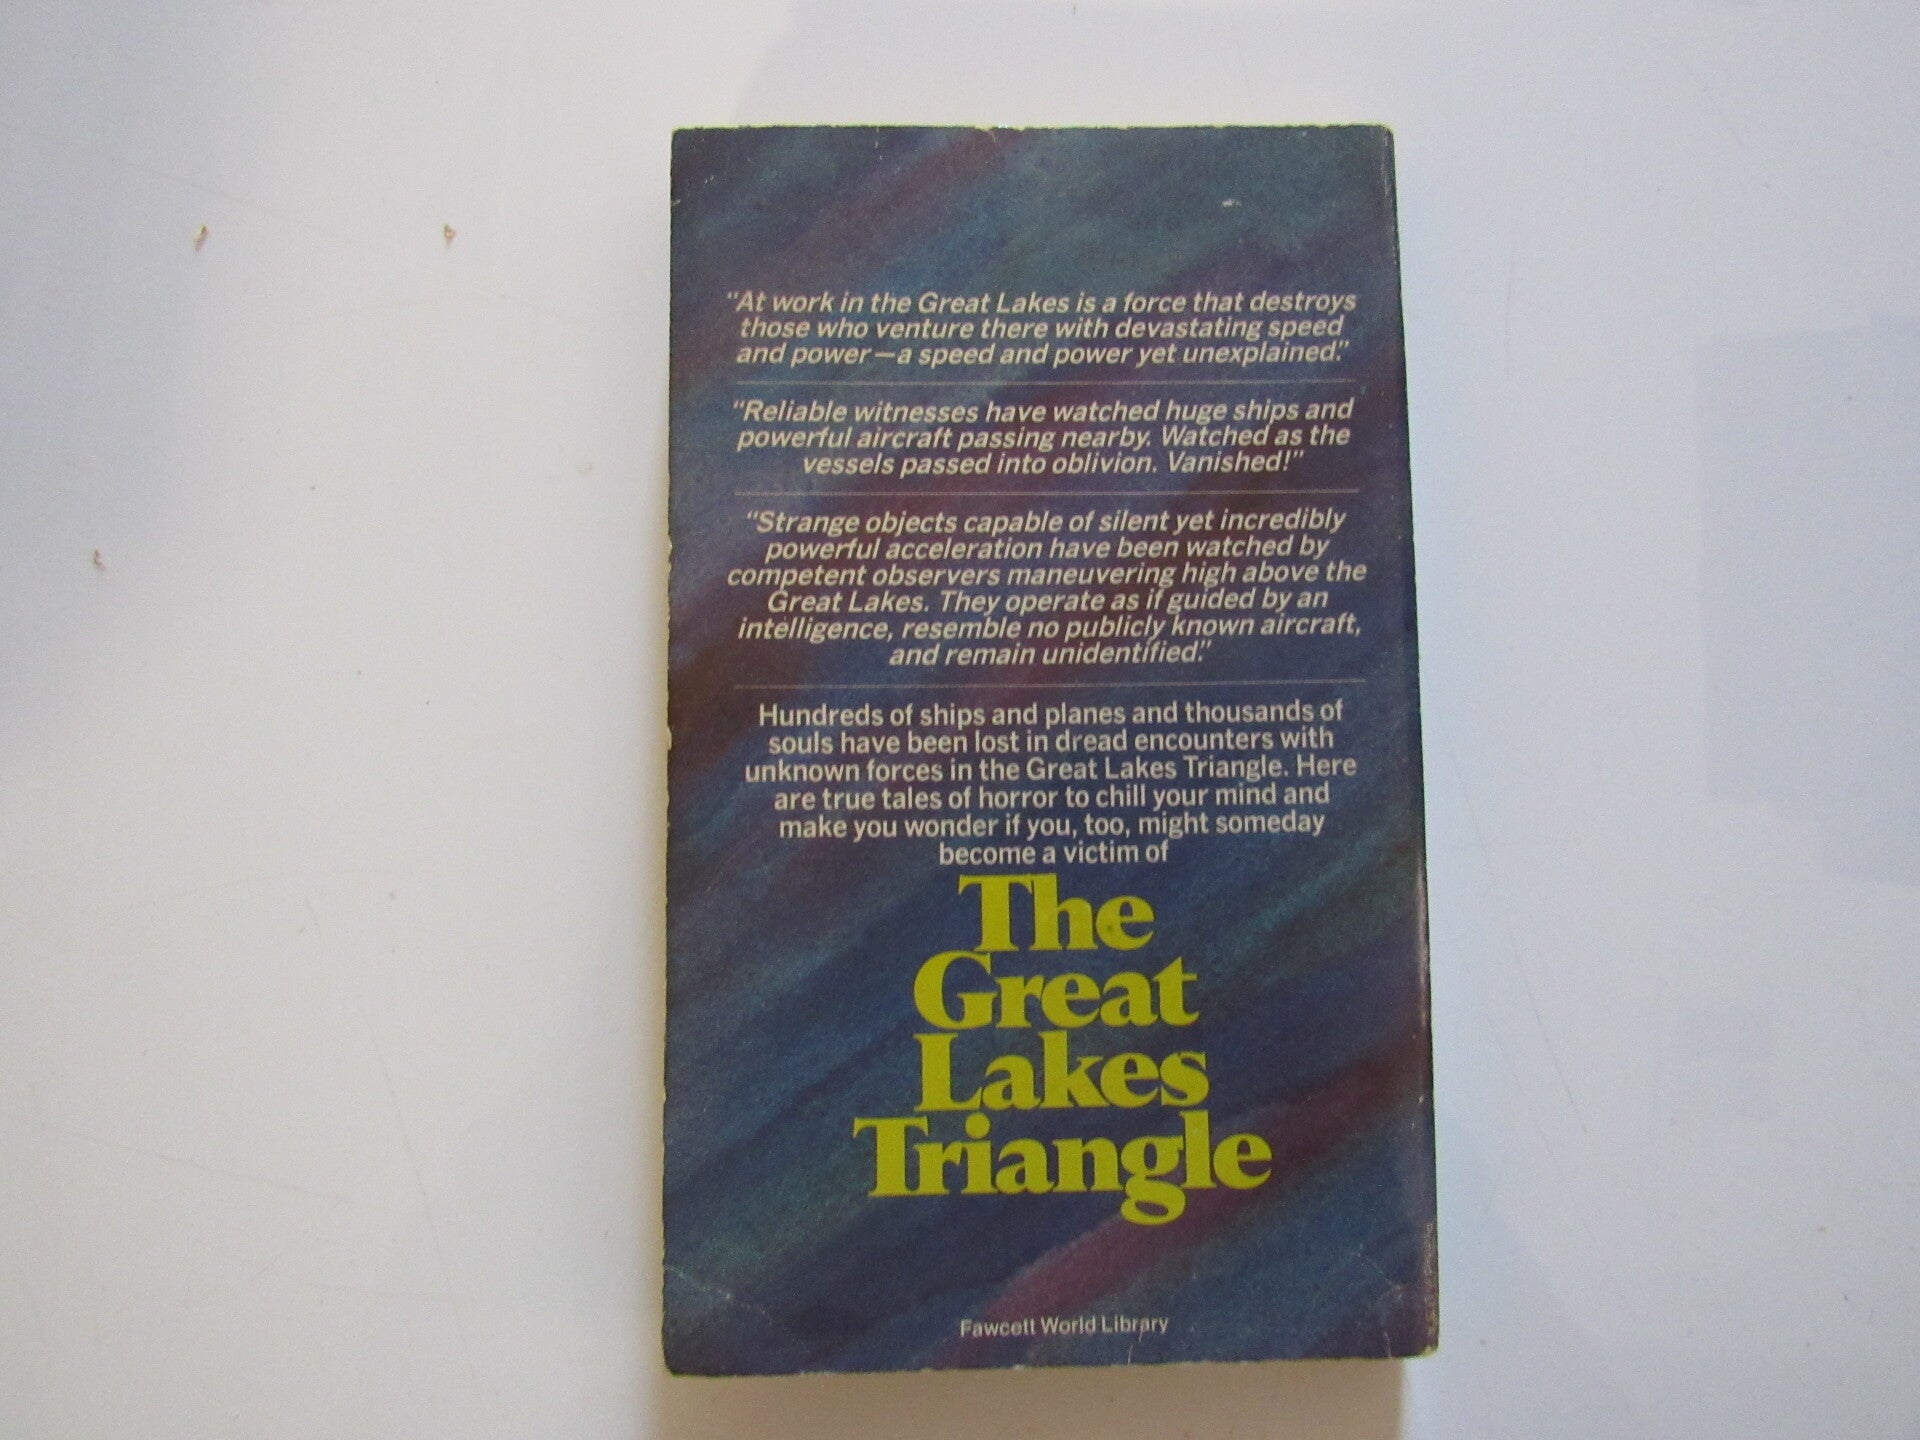 "At work in the Great Lakes is a force that destroys
those who venture there with devastating speed
and power—a speed and power yet unexplained."
"Reliable witnesses have watched huge ships and
powerful aircraft passing nearby. Watched as the
vessels passed into oblivion. Vanished!"
"Strange objects capable of silent yet incredibly
powerful acceleration have been watched by
competent observers maneuvering high above the
Great Lakes. They operate as if guided by an
intelligence, resemble no publicly known aircraft,
and remain unidentified."
Hundreds of ships and planes and thousands of
souls have been lost in dread encounters with
unknown forces in the Great Lakes Triangle. Here
are true tales of horror to chill your mind and
make you wonder if you, too, might someday
become a victim of
The
Great
Lakes
Triangle
Fawcett World Library